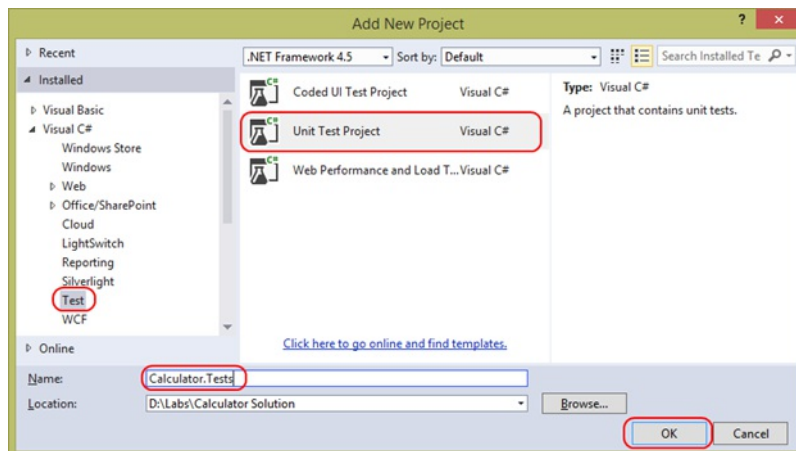 Add New Project
? ×
Recent
Installed
Visual Basic
Visual C#
Windows Store
Windows
Web
Office/SharePoint
Cloud
LightSwitch
Reporting
Silverlight
Test
WCF
Online
.NET Framework 4.5 Sort by: Default
Search Installed Te
C# Coded UI Test Project Visual C#
C# Unit Test Project Visual C#
C# Web Performance and Load T... Visual C#
Click here to go online and find templates.
Type: Visual C#
A project that contains unit tests.
Name: Calculator.Tests
Location: D:\Labs\Calculator Solution Browse...
OK Cancel